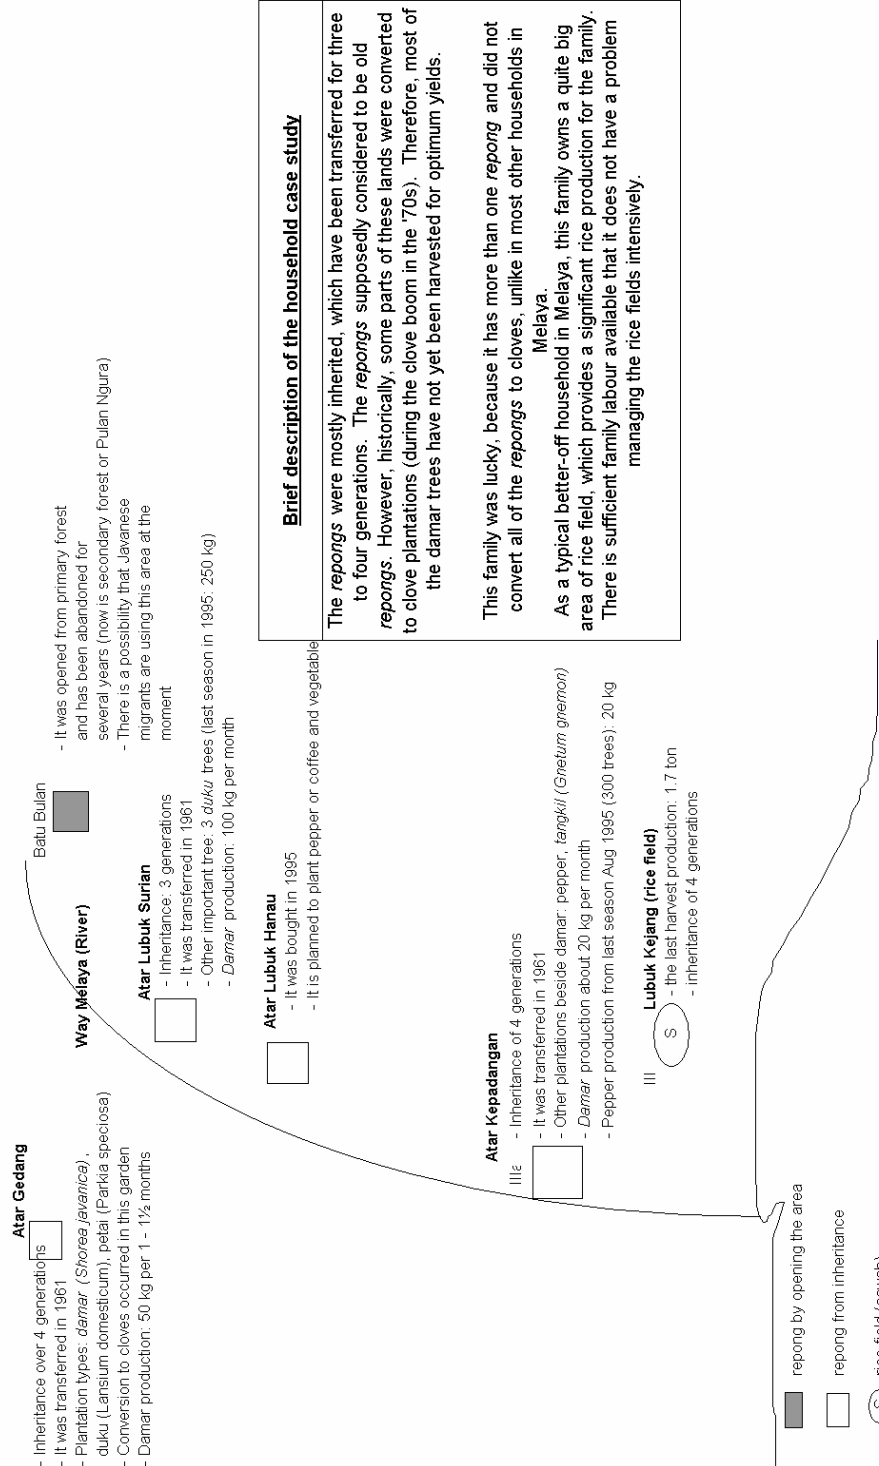 Atar Gedang
- Inheritance over 4 generations
- It was transferred in 1961
- Plantation types: damar (Shorea javanica),
duku (Lansium domesticum), petai (Parkia speciosa)
- Conversion to cloves occurred in this garden
- Damar production: 50 kg per 1 - 1½ months
Way Melaya (River)
Batu Bulan
- It was opened from primary forest
and has been abandoned for
several years (now is secondary forest or Pulan Ngura)
- There is a possibility that Javanese
migrants are using this area at the
moment
Atar Lubuk Surian
- Inheritance: 3 generations
- It was transferred in 1961
- Other important tree: 3 duku trees (last season in 1995: 250 kg)
- Damar production: 100 kg per month
Atar Lubuk Hanau
- It was bought in 1995
- It is planned to plant pepper or coffee and vegetable
Atar Kepadangan
- Inheritance of 4 generations
- It was transferred in 1961
- Other plantations beside damar: pepper, tangkil (Gnetum gnemon)
- Damar production about 20 kg per month
- Pepper production from last season Aug 1995 (300 trees): 20 kg
III
S
Lubuk Kejang (rice field)
- the last harvest production: 1.7 ton
- inheritance of 4 generations
Brief description of the household case study
The repongs were mostly inherited, which have been transferred for three
to four generations. The repongs supposedly considered to be old
repongs. However, historically, some parts of these lands were converted
to clove plantations (during the clove boom in the '70s). Therefore, most of
the damar trees have not yet been harvested for optimum yields.
This family was lucky, because it has more than one repong and did not
convert all of the repongs to cloves, unlike in most other households in
Melaya.
As a typical better-off household in Melaya, this family owns a quite big
area of rice field, which provides a significant rice production for the family.
There is sufficient family labour available that it does not have a problem
managing the rice fields intensively.
repong by opening the area
repong from inheritance